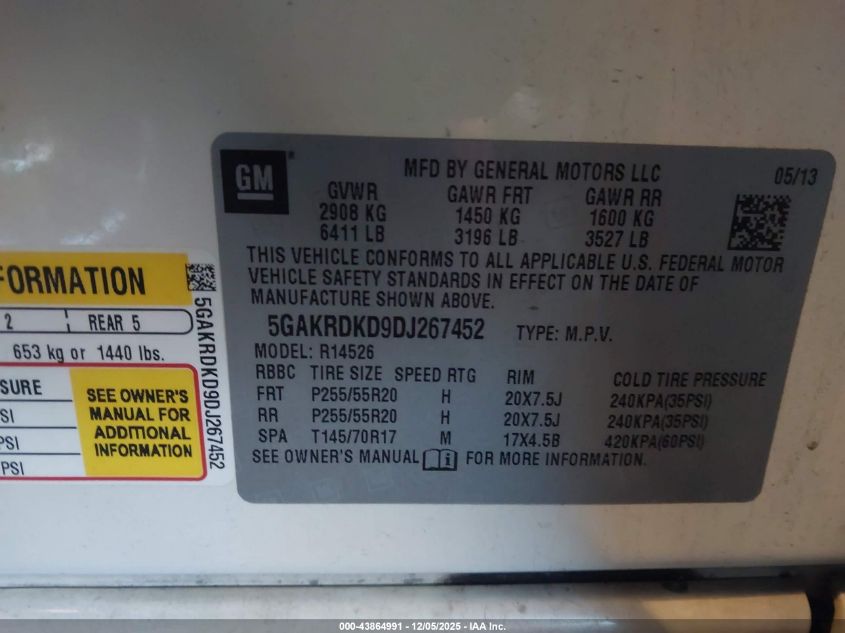 GM
MFD BY GENERAL MOTORS LLC 05/13
GVWR GAWR FRT GAWR RR
2908 KG 1450 KG 1600 KG
6411 LB 3196 LB 3527 LB
THIS VEHICLE CONFORMS TO ALL APPLICABLE U.S. FEDERAL MOTOR
VEHICLE SAFETY STANDARDS IN EFFECT ON THE DATE OF
MANUFACTURE SHOWN ABOVE.
5GAKRDKD9DJ267452 TYPE: M.P.V.
MODEL: R14526
RBBC TIRE SIZE SPEED RTG RIM COLD TIRE PRESSURE
FRT P255/55R20 H 20X7.5J 240KPA(35PSI)
RR P255/55R20 H 20X7.5J 240KPA(35PSI)
SPA T145/70R17 M 17X4.5B 420KPA(60PSI)
SEE OWNER'S MANUAL i FOR MORE INFORMATION.
FORMATION
2 REAR 5
653 kg or 1440 lbs.
SURE
SI
PSI
PSI
SEE OWNER'S
MANUAL FOR
ADDITIONAL
INFORMATION
5GAKRDKD9DJ267452
000-43864991 - 12/05/2025 - IAA Inc.